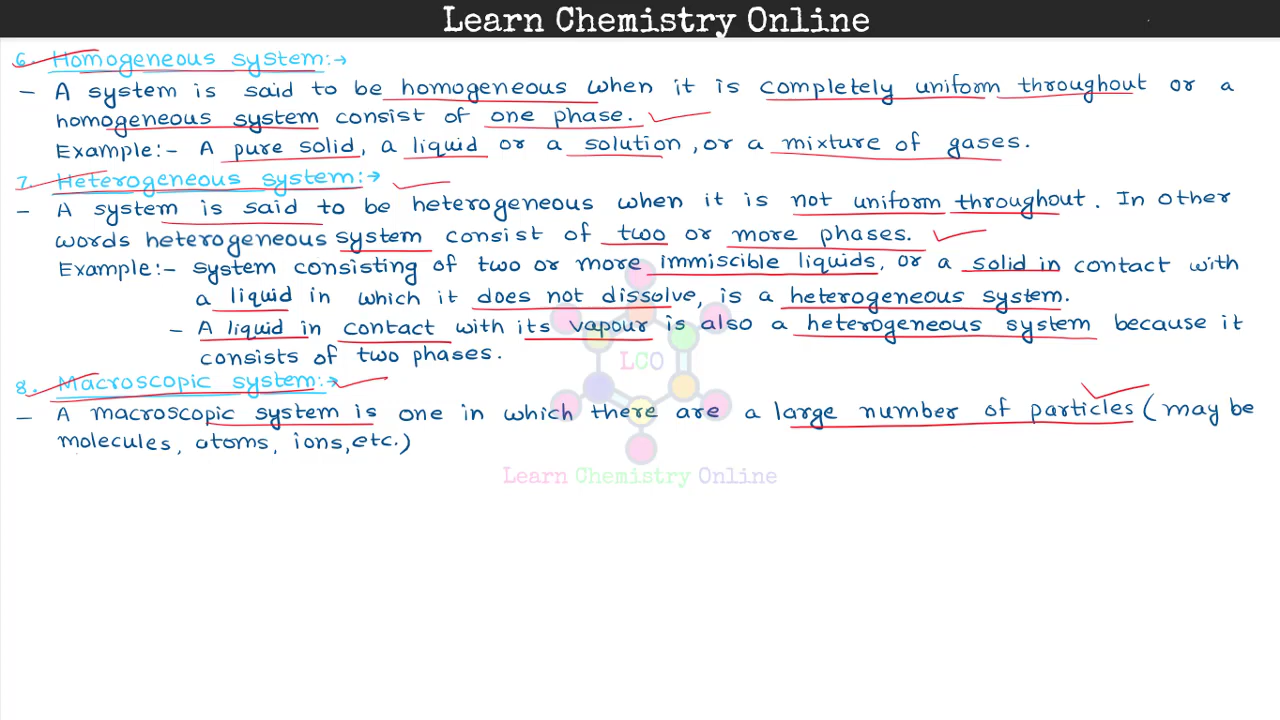 Learn Chemistry Online
6. Homogeneous system:→
- A system is said to be homogeneous when it is completely uniform throughout or a
homogeneous system consist of one phase.
Example:- A pure solid, a liquid or a solution, or a mixture of gases.
7. Heterogeneous system:→
- A system is said to be heterogeneous when it is not uniform throughout. In other
words heterogeneous system consist of two or more phases.
Example:- system consisting of two or more immiscible liquids, or a solid in contact with
a liquid in which it does not dissolve, is a heterogeneous system.
- A liquid in contact with its vapour is also a heterogeneous system because it
consists of two phases.
LCO
8. Macroscopic system:→
- A macroscopic system is one in which there are a large number of particles (may be
molecules, atoms, ions, etc.)
Learn Chemistry Online